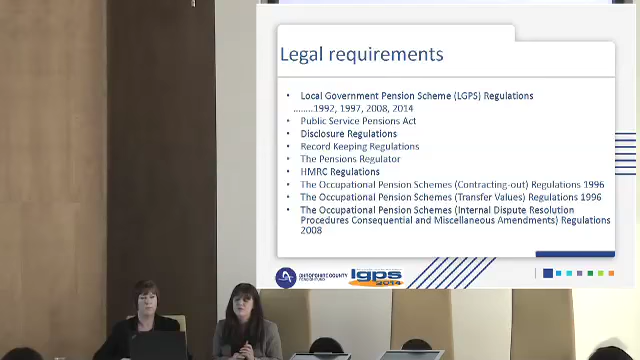 Legal requirements
• Local Government Pension Scheme (LGPS) Regulations
........1992, 1997, 2008, 2014
• Public Service Pensions Act
• Disclosure Regulations
• Record Keeping Regulations
• The Pensions Regulator
• HMRC Regulations
• The Occupational Pension Schemes (Contracting-out) Regulations 1996
• The Occupational Pension Schemes (Transfer Values) Regulations 1996
• The Occupational Pension Schemes (Internal Dispute Resolution
Procedures Consequential and Miscellaneous Amendments) Regulations
2008
COUNTY
lgps
2014